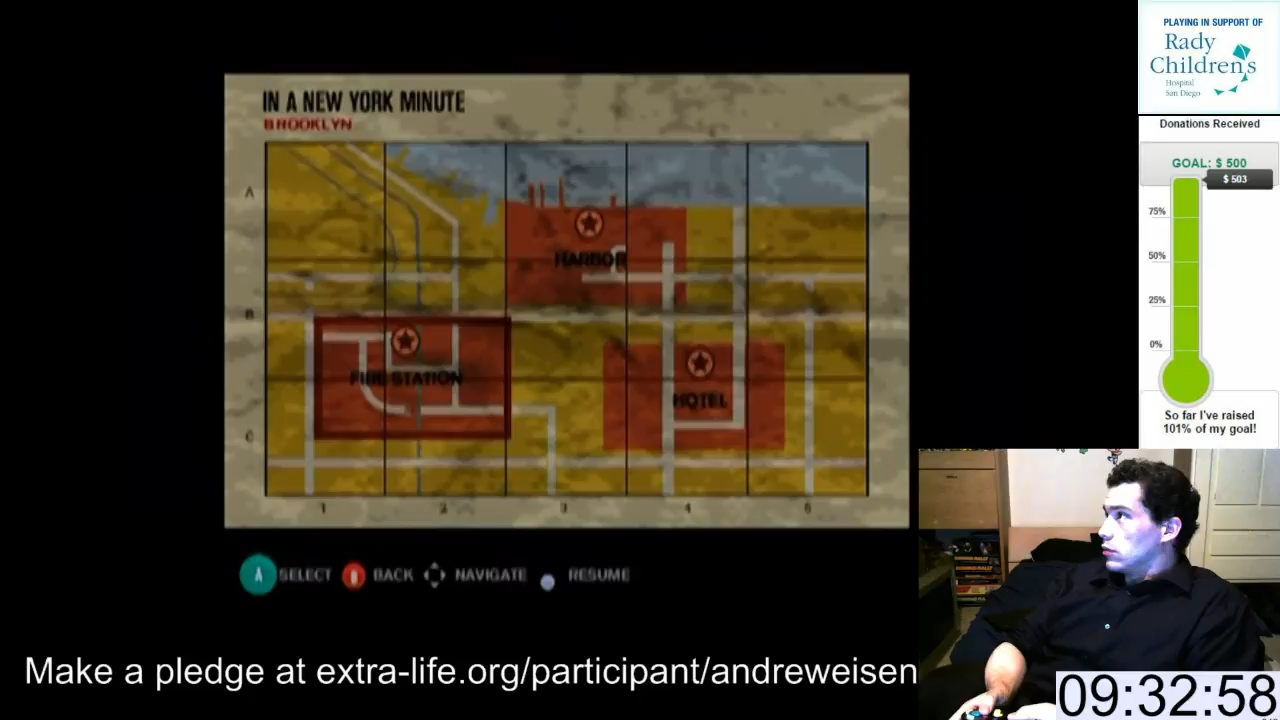 IN A NEW YORK MINUTE
BROOKLYN
A
HARBOR
B
FIRE STATION
HOTEL
C
1 2 3 4 5
A SELECT B BACK NAVIGATE RESUME
Make a pledge at extra-life.org/participant/andreweisen
PLAYING IN SUPPORT OF
Rady
Children's
Hospital
San Diego
Donations Received
GOAL: $ 500
$ 503
75%
50%
25%
0%
So far I've raised
101% of my goal!
09:32:58